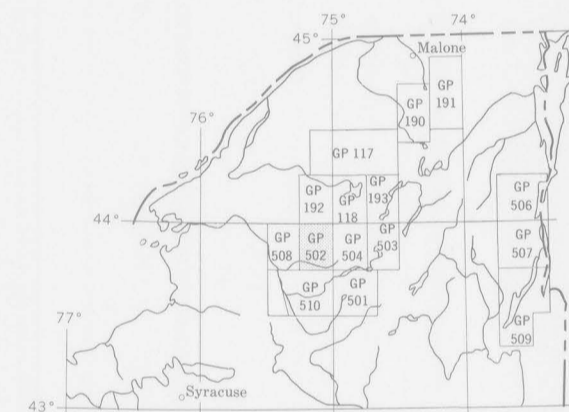 75° 74°
45°
Malone
GP
190
GP
191
76°
GP 117
GP
192
GP
118
GP
193
GP
506
44°
GP
508
GP
502
GP
504
GP
503
GP
507
GP
510
GP
501
77°
GP
509
Syracuse
43°